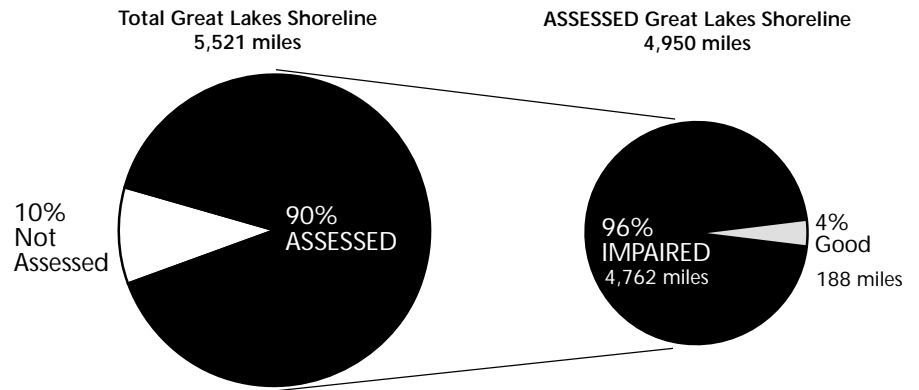 Total Great Lakes Shoreline
5,521 miles
ASSESSED Great Lakes Shoreline
4,950 miles
10%
Not
Assessed
90%
ASSESSED
96%
IMPAIRED
4,762 miles
4%
Good
188 miles